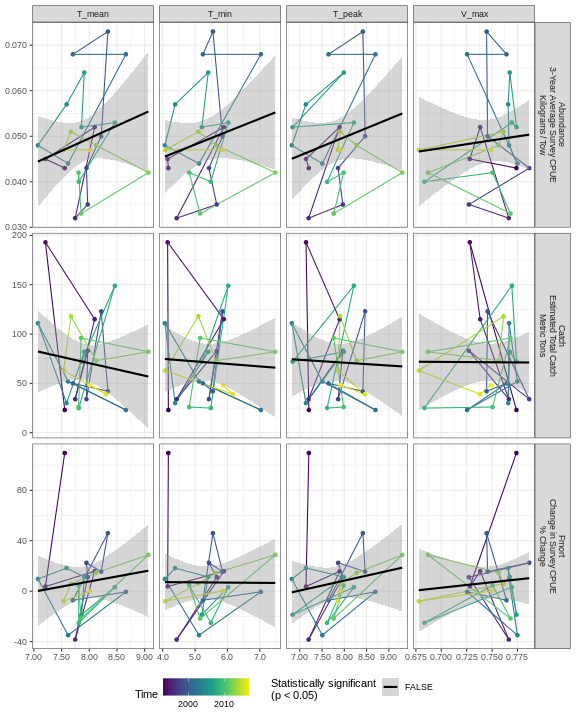 T_mean
T_min
T_peak
V_max
0.070
0.060
0.050
0.040
0.030
Abundance
3-Year Average Survey CPUE
Kilograms / Tow
200
150
100
50
0
Catch
Estimated Total Catch
Metric Tons
80
40
0
-40
Fmort
Change in Survey CPUE
% Change
7.00 7.50 8.00 8.50 9.00
4.0 5.0 6.0 7.0
7.00 7.50 8.00 8.50 9.00
0.675 0.700 0.725 0.750 0.775
Time
2000 2010
Statistically significant
(p < 0.05)
FALSE